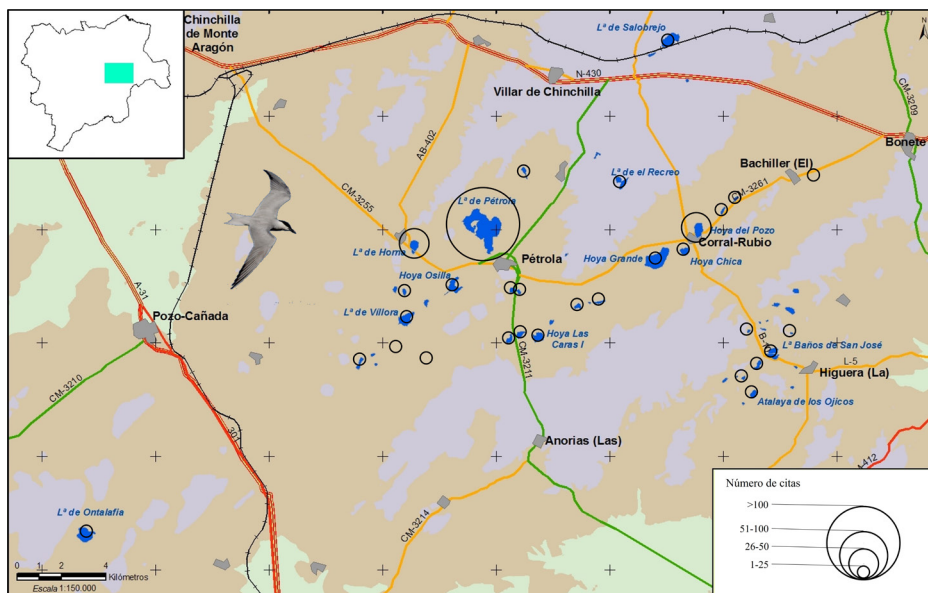 Chinchilla
de Monte
Aragón
Lª de Salobrejo
N
N-430
Villar de Chinchilla
CM-3209
Bonete
AB-402
Bachiller (El)
CM-3261
Lª de el Recreo
CM-3255
Lª de Pétrola
Hoya del Pozo
Corral-Rubio
Lª de Horna
Pétrola
Hoya Grande
Hoya Chica
Hoya Osilla
A-31
Pozo-Cañada
Lª de Villora
Hoya Las
Caras I
CM-3211
Lª Baños de San José
L-5
Higuera (La)
CM-3210
Atalaya de los Ojicos
301
Anorias (Las)
CM-3214
Lª de Ontalafia
0 1 2 4
Kilómetros
Escala 1:150.000
Número de citas
>100
51-100
26-50
1-25